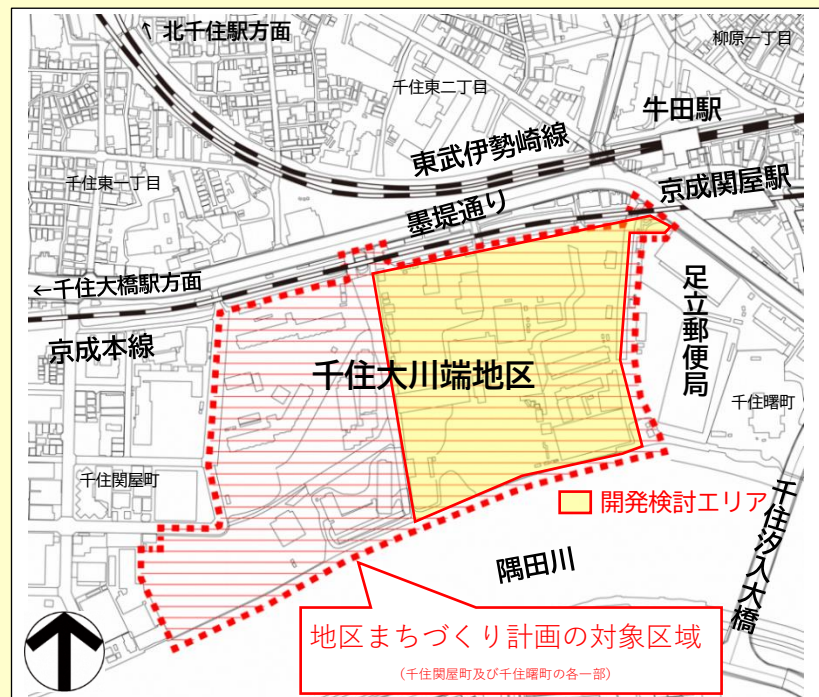 ↑ 北千住駅方面
柳原一丁目
千住東二丁目
牛田駅
東武伊勢崎線
千住東一丁目
京成関屋駅
墨堤通り
←千住大橋駅方面
足立郵便局
京成本線
千住大川端地区
千住曙町
千住関屋町
開発検討エリア
千住汐入大橋
隅田川
地区まちづくり計画の対象区域
(千住関屋町及び千住曙町の各一部)